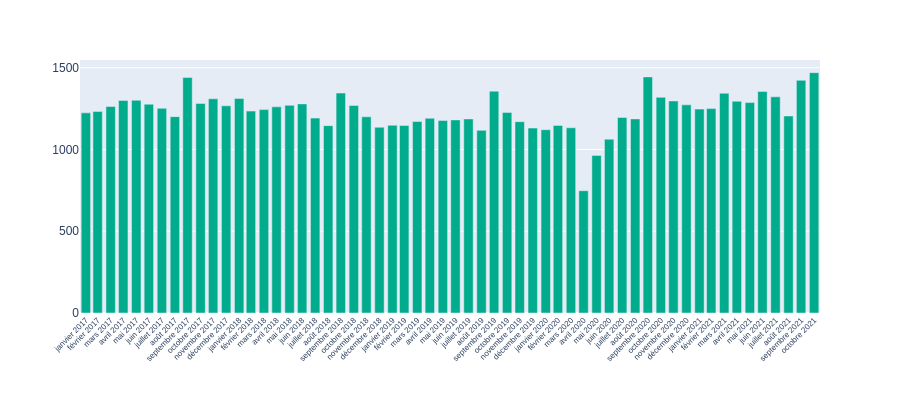 1500
1000
500
0
janvier 2017
février 2017
mars 2017
avril 2017
mai 2017
juin 2017
juillet 2017
août 2017
septembre 2017
octobre 2017
novembre 2017
décembre 2017
janvier 2018
février 2018
mars 2018
avril 2018
mai 2018
juin 2018
juillet 2018
août 2018
septembre 2018
octobre 2018
novembre 2018
décembre 2018
janvier 2019
février 2019
mars 2019
avril 2019
mai 2019
juin 2019
juillet 2019
août 2019
septembre 2019
octobre 2019
novembre 2019
décembre 2019
janvier 2020
février 2020
mars 2020
avril 2020
mai 2020
juin 2020
juillet 2020
août 2020
septembre 2020
octobre 2020
novembre 2020
décembre 2020
janvier 2021
février 2021
mars 2021
avril 2021
mai 2021
juin 2021
juillet 2021
août 2021
septembre 2021
octobre 2021